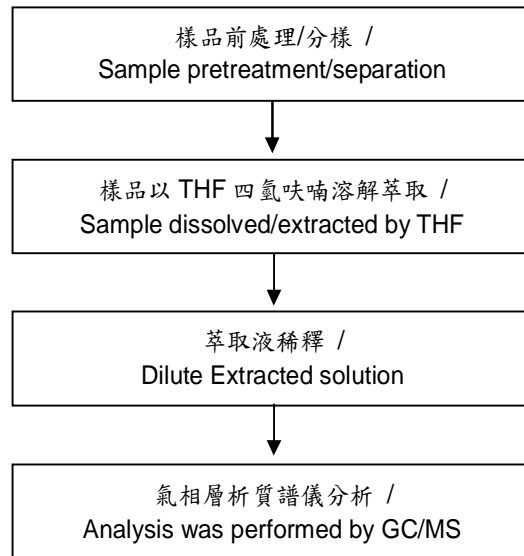 樣品前處理/分樣 /
Sample pretreatment/separation
樣品以 THF 四氫呋喃溶解萃取 /
Sample dissolved/extracted by THF
萃取液稀釋 /
Dilute Extracted solution
氣相層析質譜儀分析 /
Analysis was performed by GC/MS